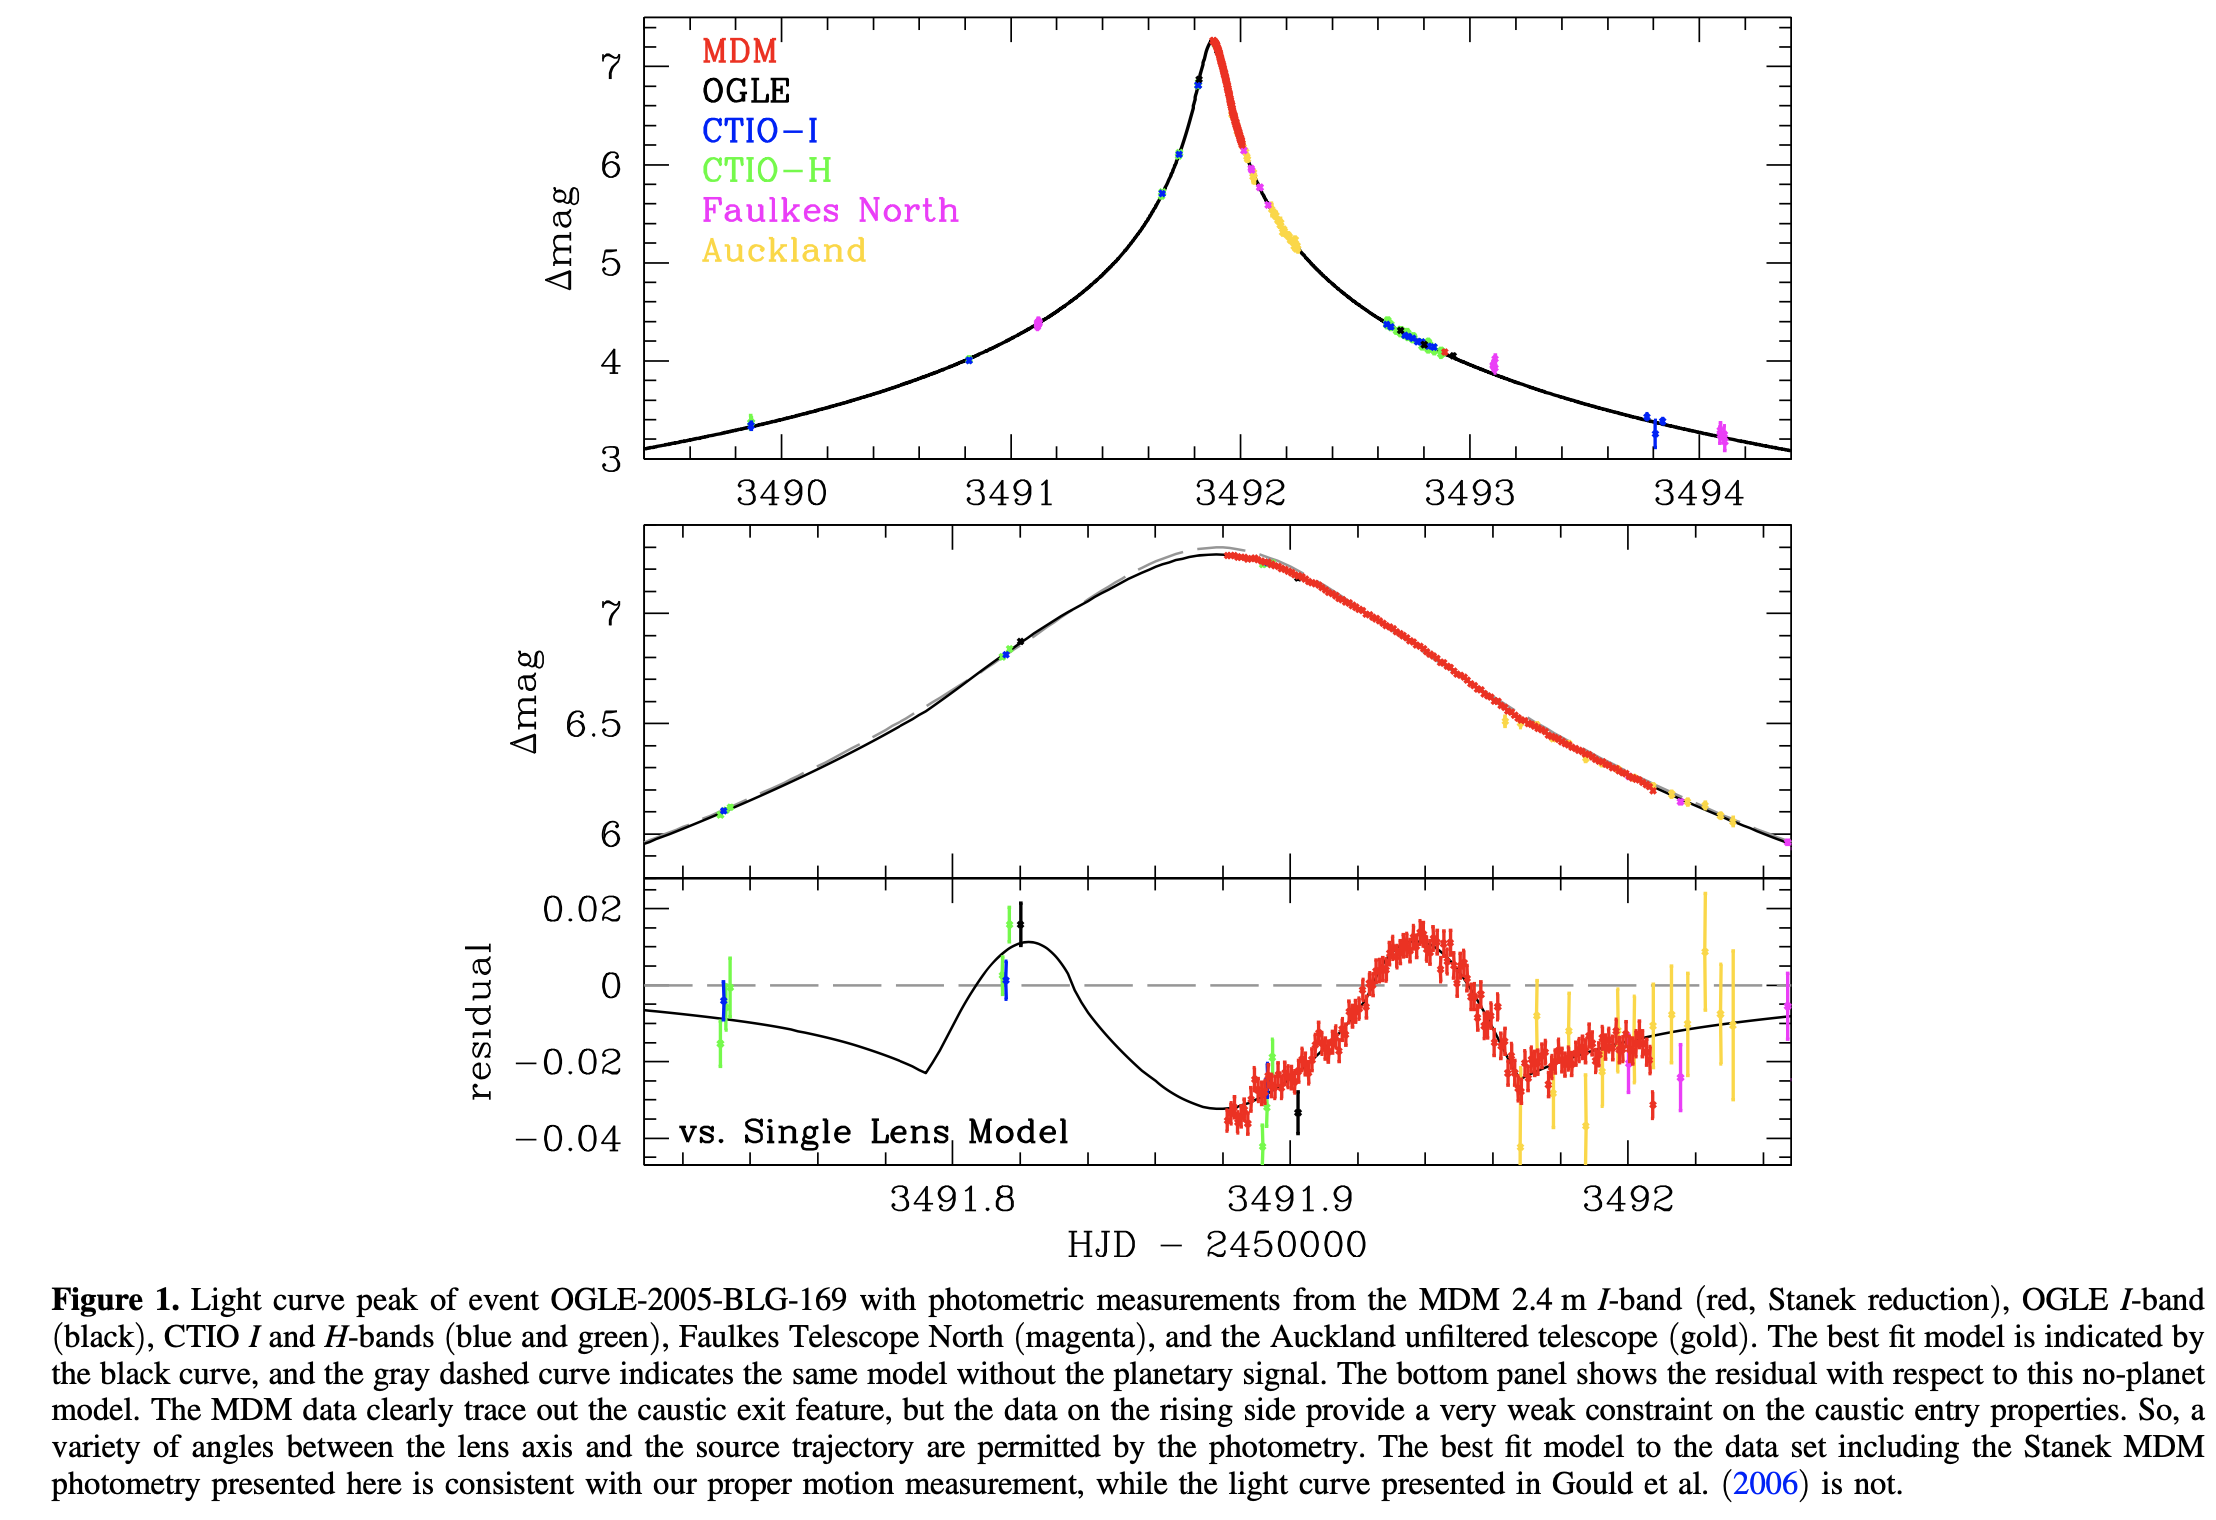 MDM
OGLE
CTIO-I
CTIO-H
Faulkes North
Auckland
Δmag
7
6
5
4
3
3490 3491 3492 3493 3494
Δmag
7
6.5
6
residual
0.02
0
-0.02
-0.04
vs. Single Lens Model
3491.8 3491.9 3492
HJD - 2450000
Figure 1. Light curve peak of event OGLE-2005-BLG-169 with photometric measurements from the MDM 2.4 m I-band (red, Stanek reduction), OGLE I-band
(black), CTIO I and H-bands (blue and green), Faulkes Telescope North (magenta), and the Auckland unfiltered telescope (gold). The best fit model is indicated by
the black curve, and the gray dashed curve indicates the same model without the planetary signal. The bottom panel shows the residual with respect to this no-planet
model. The MDM data clearly trace out the caustic exit feature, but the data on the rising side provide a very weak constraint on the caustic entry properties. So, a
variety of angles between the lens axis and the source trajectory are permitted by the photometry. The best fit model to the data set including the Stanek MDM
photometry presented here is consistent with our proper motion measurement, while the light curve presented in Gould et al. (2006) is not.